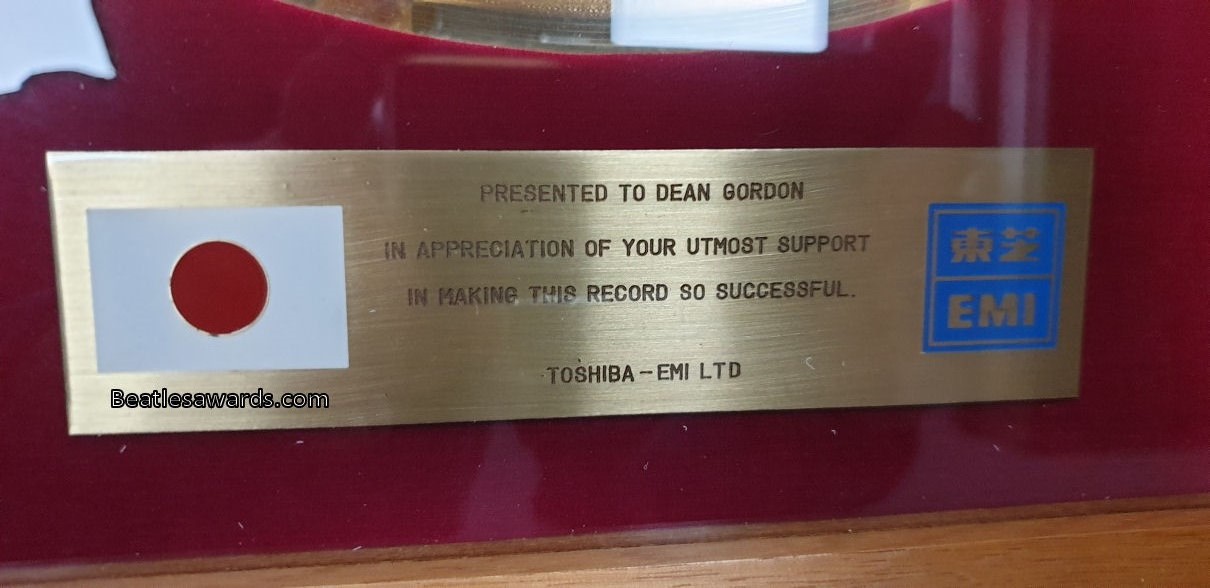 PRESENTED TO DEAN GORDON
IN APPRECIATION OF YOUR UTMOST SUPPORT
IN MAKING THIS RECORD SO SUCCESSFUL.
TOSHIBA-EMI LTD
東芝
EMI
Beatlesawards.com